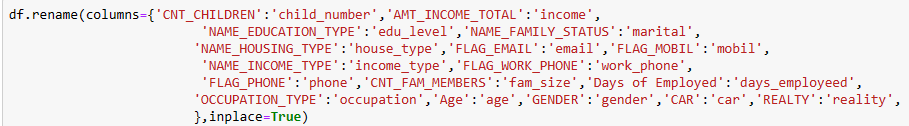 df.rename(columns={'CNT_CHILDREN':'child_number','AMT_INCOME_TOTAL':'income',
'NAME_EDUCATION_TYPE':'edu_level','NAME_FAMILY_STATUS':'marital',
'NAME_HOUSING_TYPE':'house_type','FLAG_EMAIL':'email','FLAG_MOBIL':'mobil',
'NAME_INCOME_TYPE':'income_type','FLAG_WORK_PHONE':'work_phone',
'FLAG_PHONE':'phone','CNT_FAM_MEMBERS':'fam_size','Days of Employed':'days_employeed',
'OCCUPATION_TYPE':'occupation','Age':'age','GENDER':'gender','CAR':'car','REALTY':'reality',
},inplace=True)